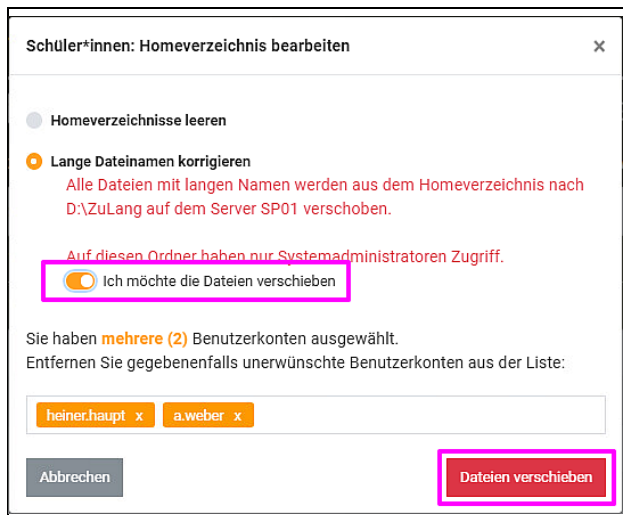 Schüler*innen: Homeverzeichnis bearbeiten ×
Homeverzeichnisse leeren
Lange Dateinamen korrigieren
Alle Dateien mit langen Namen werden aus dem Homeverzeichnis nach
D:\ZuLang auf dem Server SP01 verschoben.
Auf diesen Ordner haben nur Systemadministratoren Zugriff.
Ich möchte die Dateien verschieben
Sie haben mehrere (2) Benutzerkonten ausgewählt.
Entfernen Sie gegebenenfalls unerwünschte Benutzerkonten aus der Liste:
heiner.haupt x a.weber x
Abbrechen Dateien verschieben